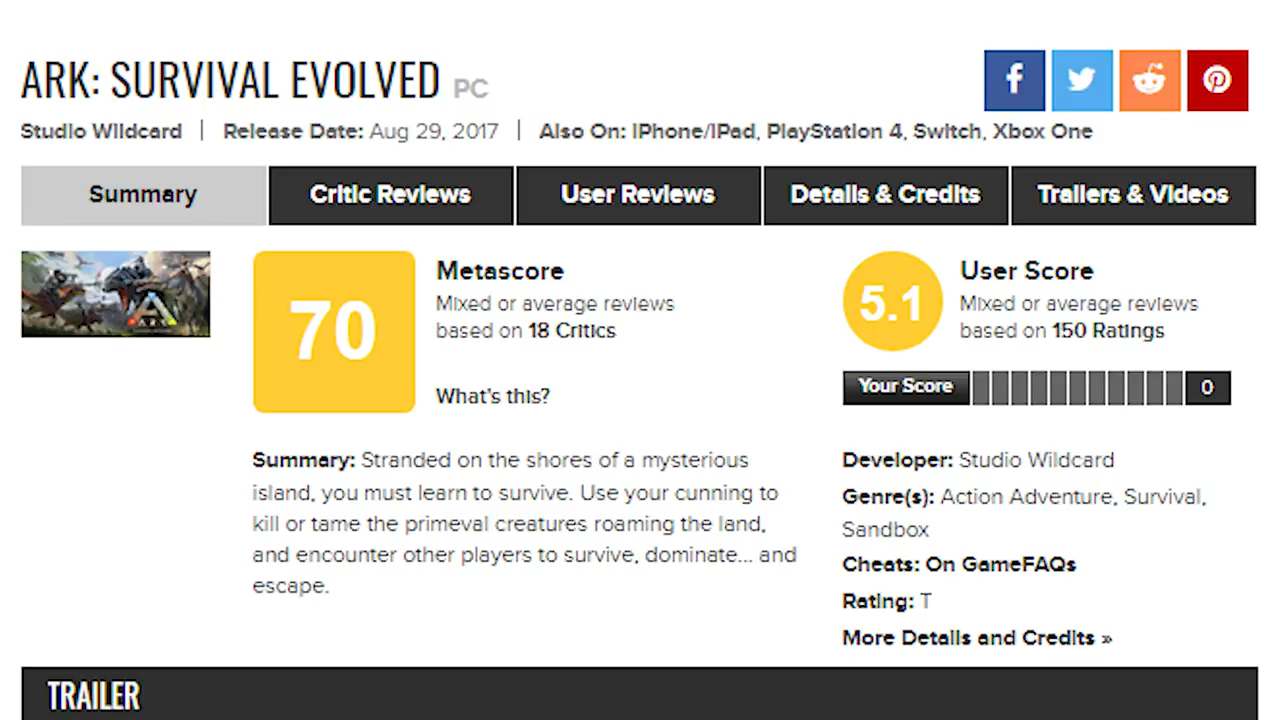 ARK: SURVIVAL EVOLVED PC
Studio Wildcard | Release Date: Aug 29, 2017 | Also On: iPhone/iPad, PlayStation 4, Switch, Xbox One
Summary
Critic Reviews
User Reviews
Details & Credits
Trailers & Videos
ARK
70
Metascore
Mixed or average reviews
based on 18 Critics
What's this?
5.1
User Score
Mixed or average reviews
based on 150 Ratings
Your Score
0
Summary: Stranded on the shores of a mysterious
island, you must learn to survive. Use your cunning to
kill or tame the primeval creatures roaming the land,
and encounter other players to survive, dominate... and
escape.
Developer: Studio Wildcard
Genre(s): Action Adventure, Survival,
Sandbox
Cheats: On GameFAQs
Rating: T
More Details and Credits »
TRAILER